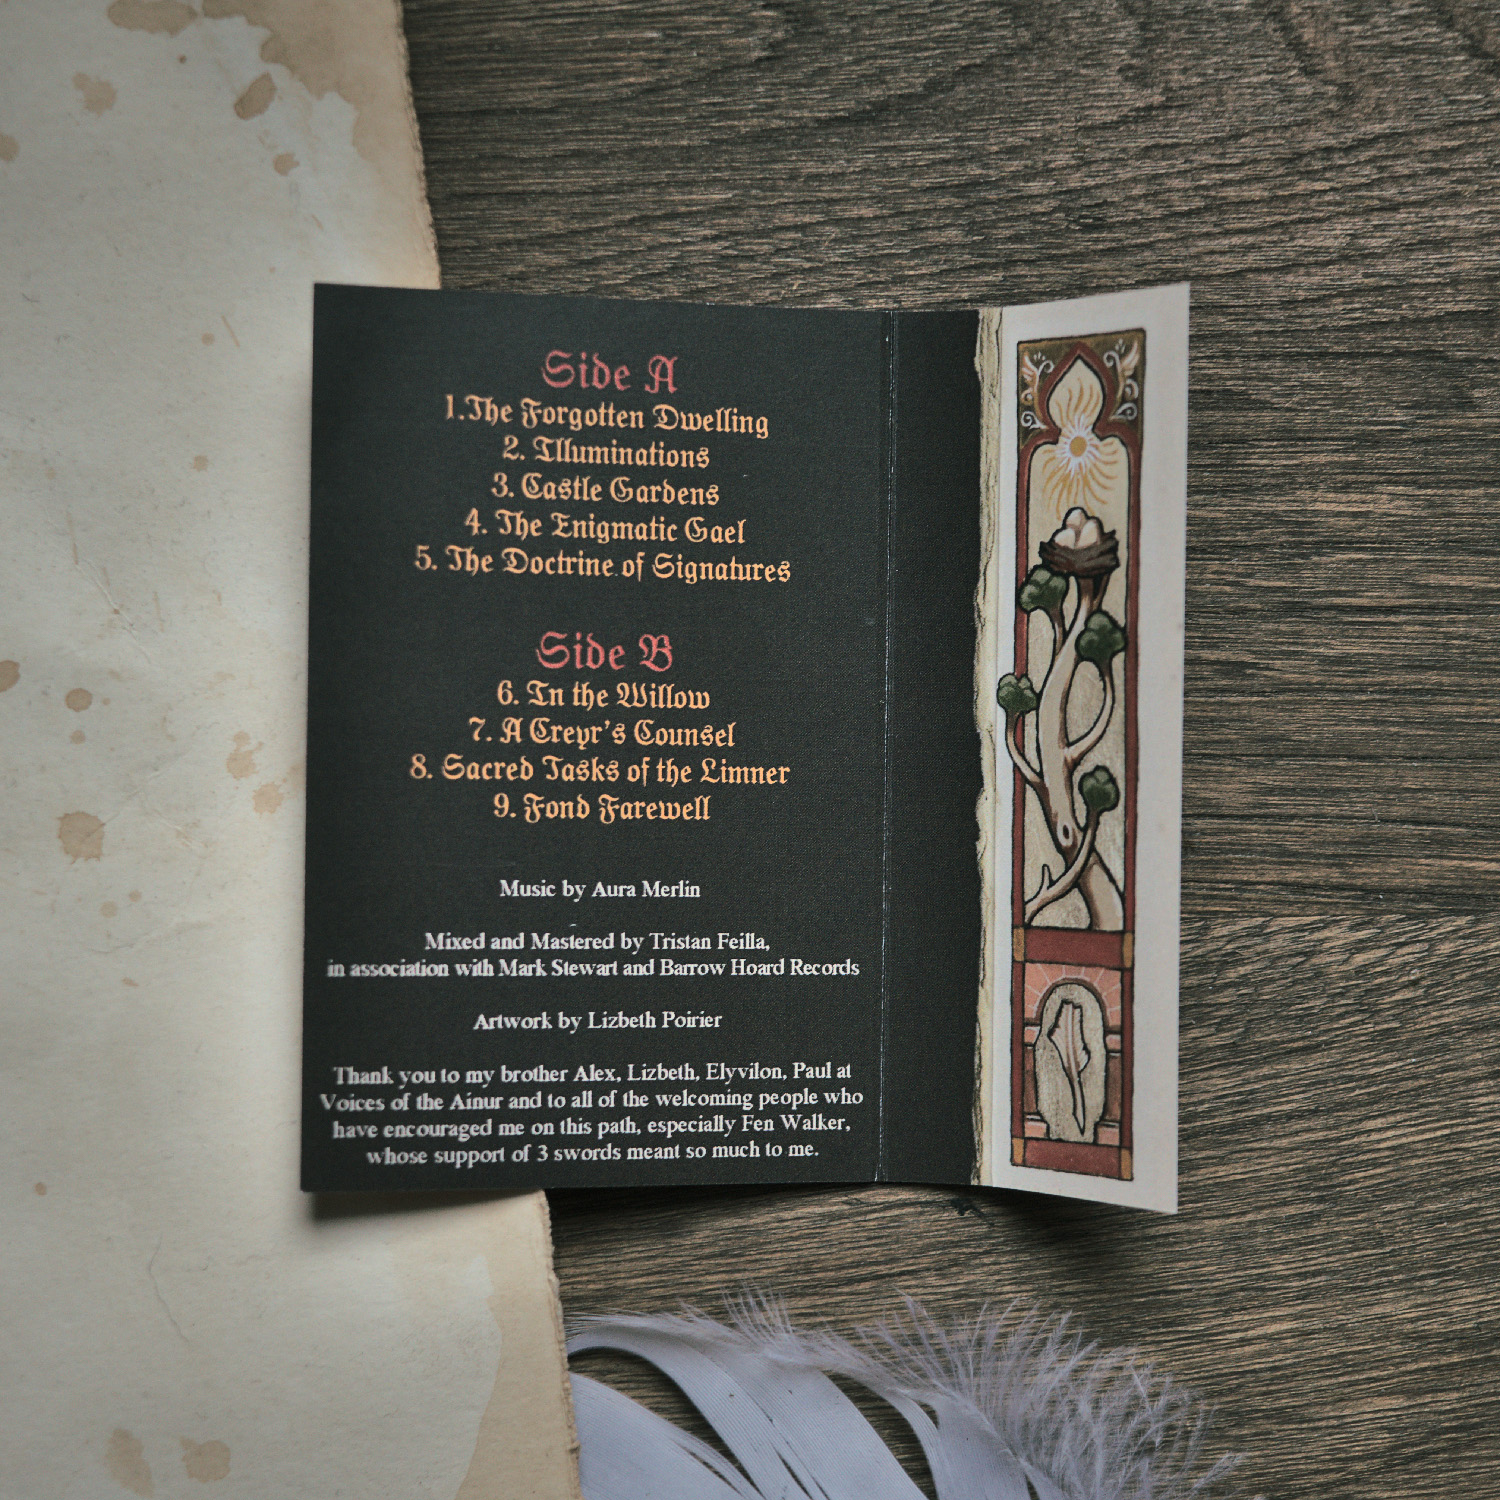 Side A
1.The Forgotten Dwelling
2. Illuminations
3. Castle Gardens
4. The Enigmatic Gael
5. The Doctrine of Signatures
Side B
6. In the Willow
7. A Creyr's Counsel
8. Sacred Tasks of the Limner
9. Fond Farewell
Music by Aura Merlin
Mixed and Mastered by Tristan Feilla,
in association with Mark Stewart and Barrow Hoard Records
Artwork by Lizbeth Poirier
Thank you to my brother Alex, Lizbeth, Elyvilon, Paul at
Voices of the Ainur and to all of the welcoming people who
have encouraged me on this path, especially Fen Walker,
whose support of 3 swords meant so much to me.